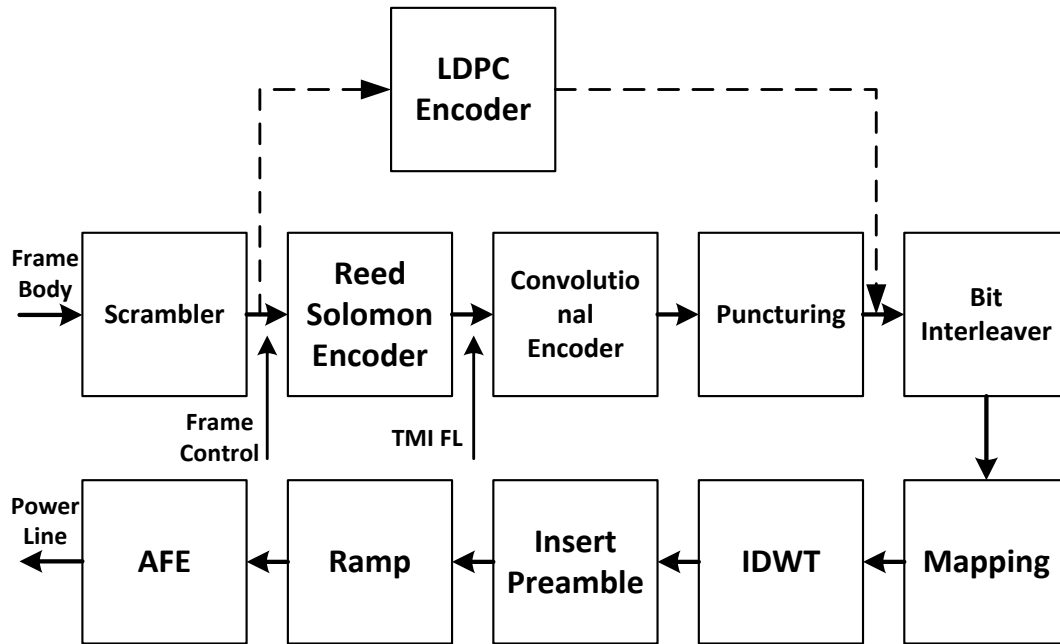 LDPC
Encoder
Frame
Body
Scrambler
Reed
Solomon
Encoder
Convolutio
nal
Encoder
Puncturing
Bit
Interleaver
Frame
Control
TMI FL
Power
Line
AFE
Ramp
Insert
Preamble
IDWT
Mapping